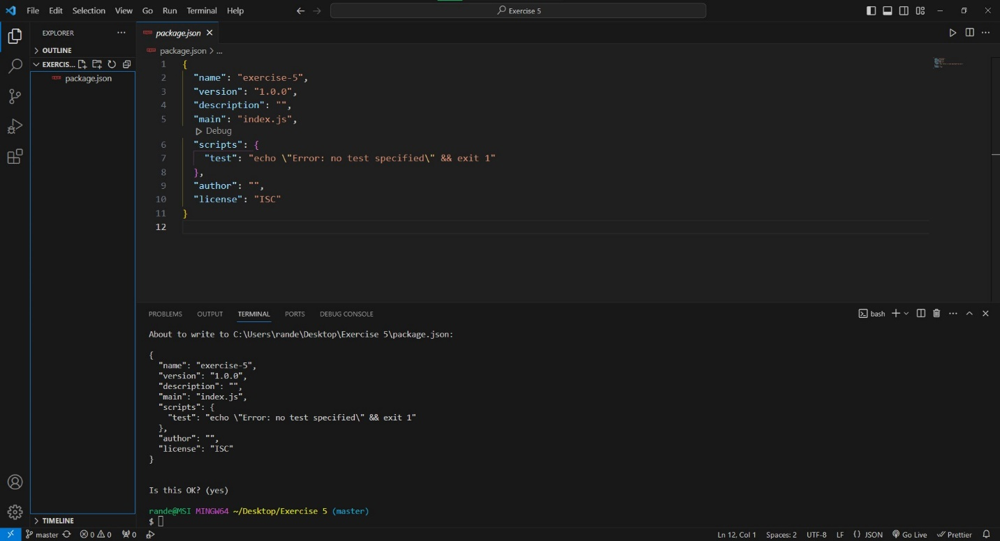 File Edit Selection View Go Run Terminal Help
Exercise 5
EXPLORER
OUTLINE
EXERCIS...
package.json
TIMELINE
package.json
package.json > ...
1 {
2 "name": "exercise-5",
3 "version": "1.0.0",
4 "description": "",
5 "main": "index.js",
Debug
6 "scripts": {
7 "test": "echo \"Error: no test specified\" && exit 1"
8 },
9 "author": "",
10 "license": "ISC"
11 }
12
PROBLEMS OUTPUT TERMINAL PORTS DEBUG CONSOLE
bash
About to write to C:\Users\rande\Desktop\Exercise 5\package.json:
{
"name": "exercise-5",
"version": "1.0.0",
"description": "",
"main": "index.js",
"scripts": {
"test": "echo \"Error: no test specified\" && exit 1"
},
"author": "",
"license": "ISC"
}
Is this OK? (yes)
rande@MSI MINGW64 ~/Desktop/Exercise 5 (master)
$
master 0 0 0 Ln 12, Col 1 Spaces: 2 UTF-8 LF {} JSON Go Live Prettier